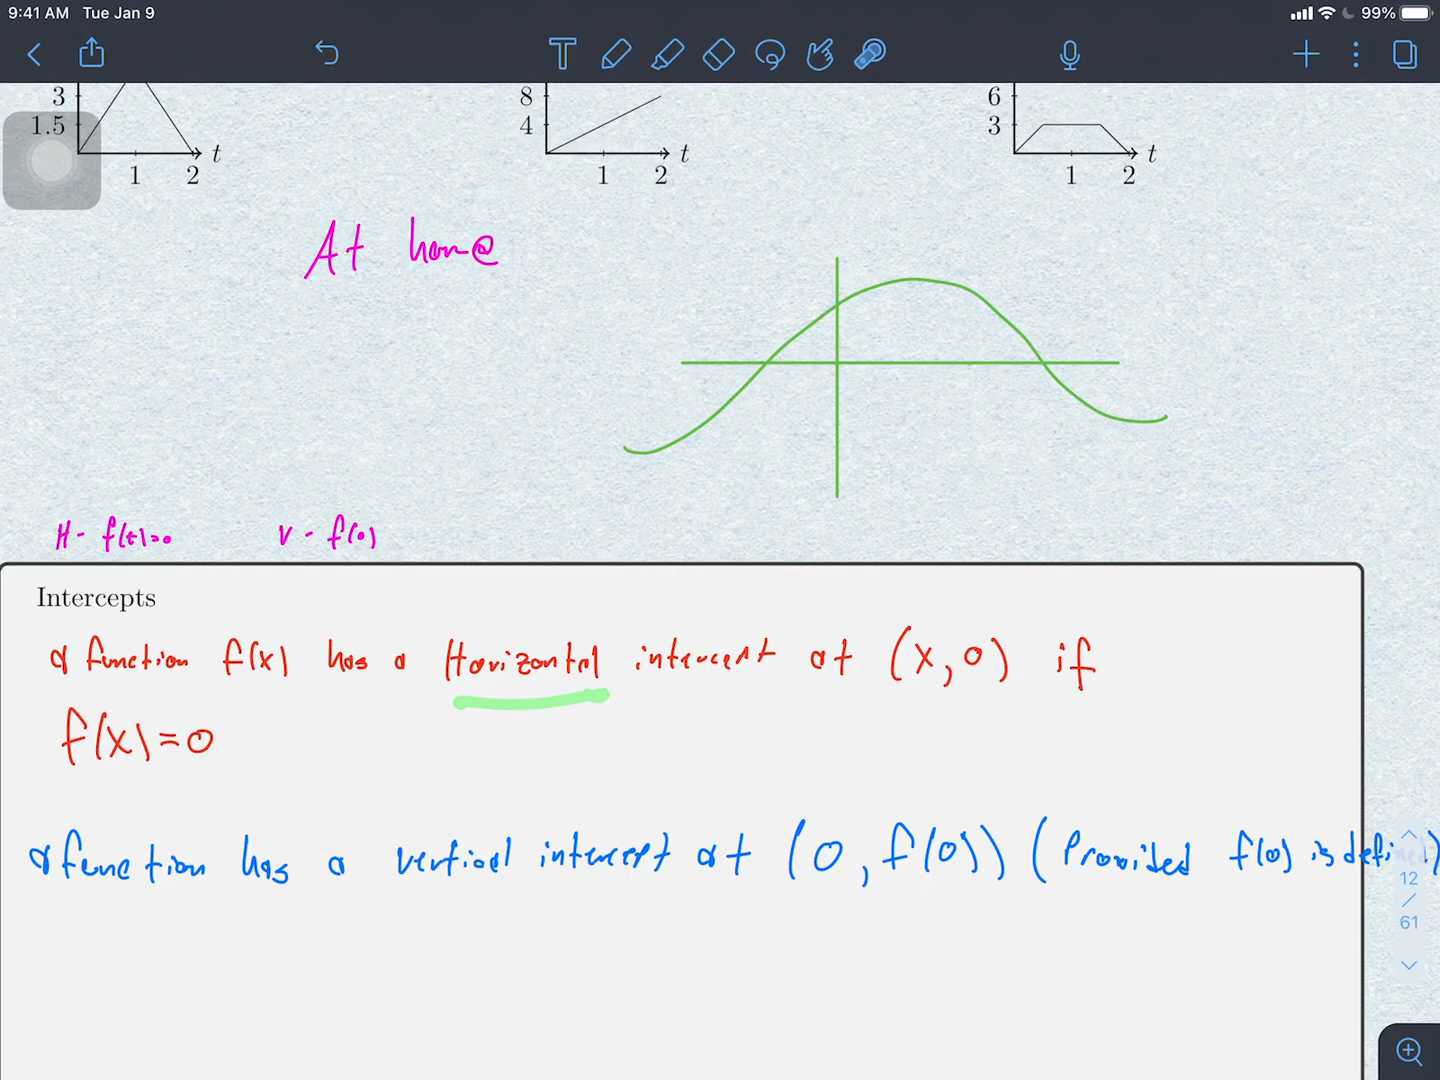 9:41 AM Tue Jan 9
99%
3
1.5
t
1 2
8
4
t
1 2
6
3
t
1 2
At home
H - f(t)=0 V - f(0)
Intercepts
a function f(x) has a Horizontal intercept at (x,0) if
f(x)=0
a function has a vertical intercept at (0, f(0)) (Provided f(0) is defined)
12
/
61